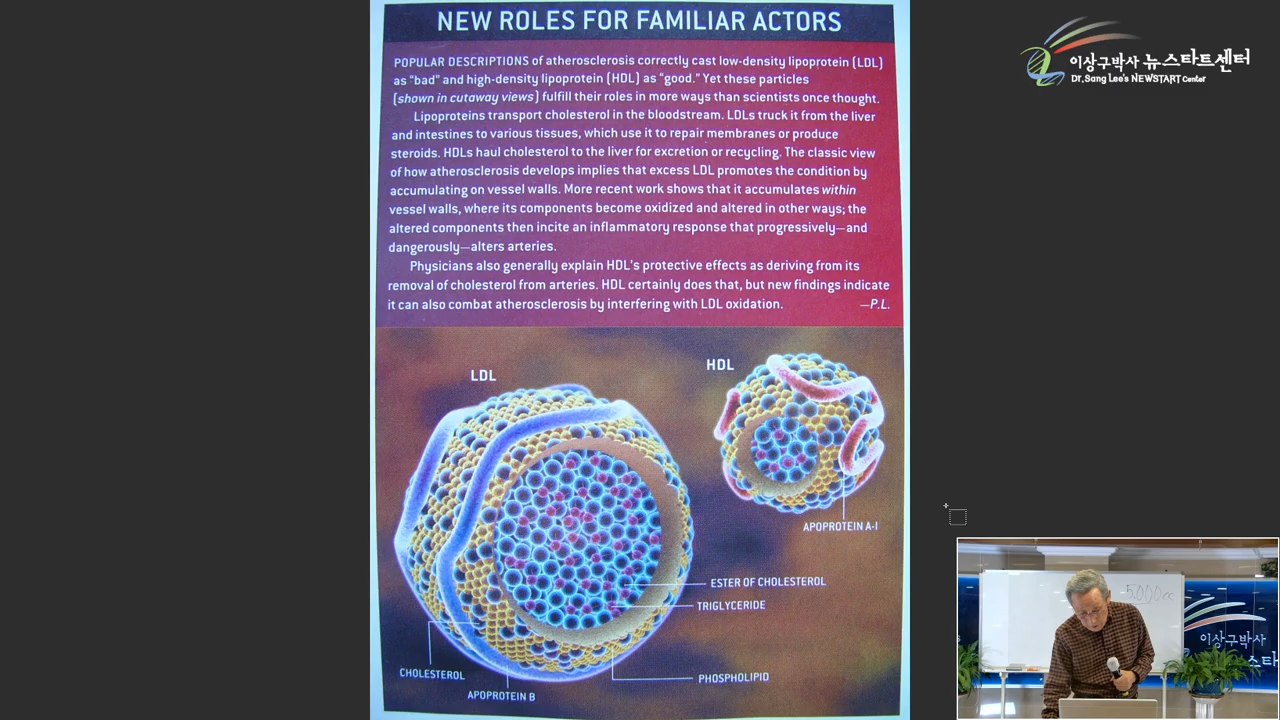 NEW ROLES FOR FAMILIAR ACTORS
POPULAR DESCRIPTIONS of atherosclerosis correctly cast low-density lipoprotein (LDL)
as "bad" and high-density lipoprotein (HDL) as "good." Yet these particles
(shown in cutaway views) fulfill their roles in more ways than scientists once thought.
Lipoproteins transport cholesterol in the bloodstream. LDLs truck it from the liver
and intestines to various tissues, which use it to repair membranes or produce
steroids. HDLs haul cholesterol to the liver for excretion or recycling. The classic view
of how atherosclerosis develops implies that excess LDL promotes the condition by
accumulating on vessel walls. More recent work shows that it accumulates within
vessel walls, where its components become oxidized and altered in other ways; the
altered components then incite an inflammatory response that progressively—and
dangerously—alters arteries.
Physicians also generally explain HDL's protective effects as deriving from its
removal of cholesterol from arteries. HDL certainly does that, but new findings indicate
it can also combat atherosclerosis by interfering with LDL oxidation. —P.L.
LDL
HDL
APOPROTEIN A-I
ESTER OF CHOLESTEROL
TRIGLYCERIDE
CHOLESTEROL
APOPROTEIN B
PHOSPHOLIPID
이상구박사 뉴스타트센터
Dr. Sang Lee's NEWSTART Center
5,000
이상구박사